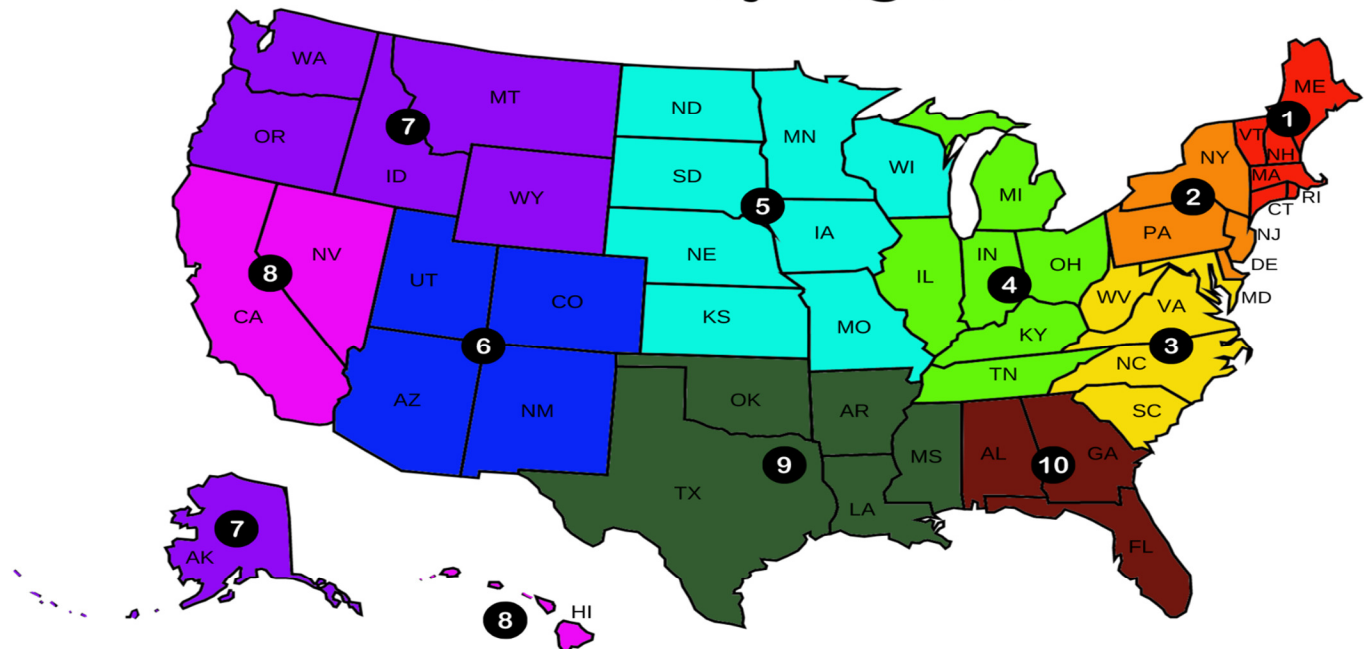 WA
MT
ND
MN
ME
1
OR
7
ID
WY
SD
WI
MI
NY
VT
NH
MA
RI
CT
2
5
NE
IA
PA
NJ
DE
MD
NV
8
CA
UT
CO
KS
MO
IL
IN
OH
4
WV
VA
KY
3
6
AZ
NM
OK
AR
TN
NC
SC
9
TX
MS
AL
10
GA
LA
FL
7
AK
8
HI